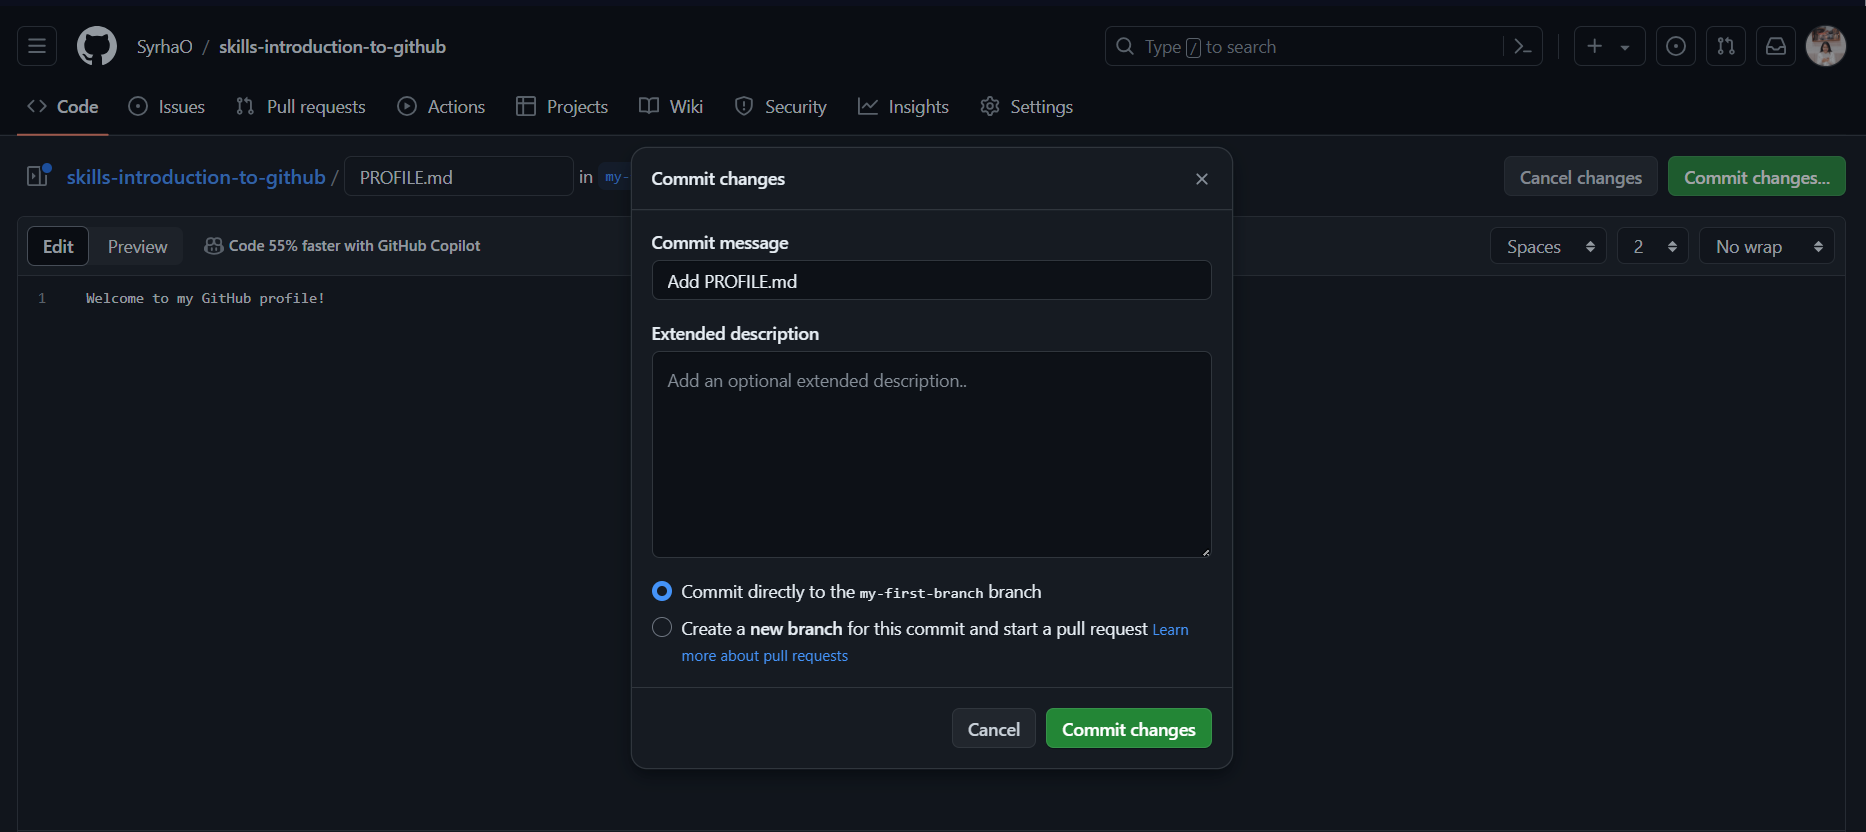 SyrhaO / skills-introduction-to-github
Type / to search
Code Issues Pull requests Actions Projects Wiki Security Insights Settings
skills-introduction-to-github / PROFILE.md in my-
Cancel changes Commit changes...
Edit Preview Code 55% faster with GitHub Copilot
Spaces 2 No wrap
1 Welcome to my GitHub profile!
Commit changes
Commit message
Add PROFILE.md
Extended description
Add an optional extended description..
Commit directly to the my-first-branch branch
Create a new branch for this commit and start a pull request Learn
more about pull requests
Cancel Commit changes